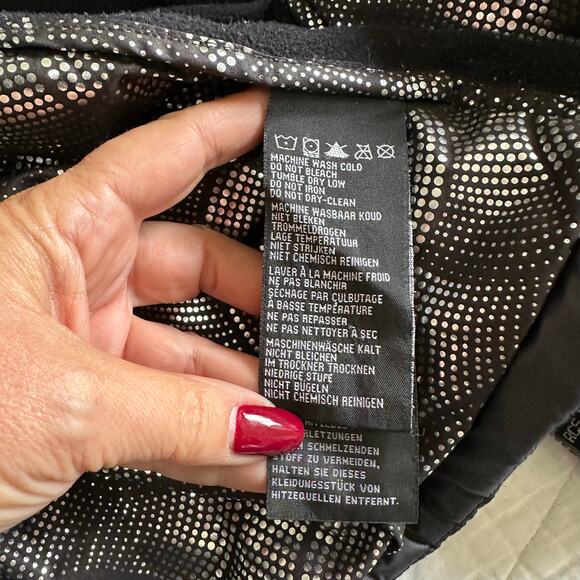 MACHINE WASH COLD
DO NOT BLEACH
TUMBLE DRY LOW
DO NOT IRON
DO NOT DRY-CLEAN
MACHINE WASBAAR KOUD
NIET BLEKEN
TROMMELDROGEN
LAGE TEMPERATUUR
NIET STRIJKEN
NIET CHEMISCH REINIGEN
LAVER À LA MACHINE FROID
NE PAS BLANCHIR
SÉCHAGE PAR CULBUTAGE
À BASSE TEMPÉRATURE
NE PAS REPASSER
NE PAS NETTOYER À SEC
MASCHINENWÄSCHE KALT
NICHT BLEICHEN
IM TROCKNER TROCKNEN
NIEDRIGE STUFE
NICHT BÜGELN
NICHT CHEMISCH REINIGEN
SCHMELZENDEN
STOFF ZU VERMEIDEN,
HALTEN SIE DIESES
KLEIDUNGSSTÜCK VON
HITZEQUELLEN ENTFERNT.